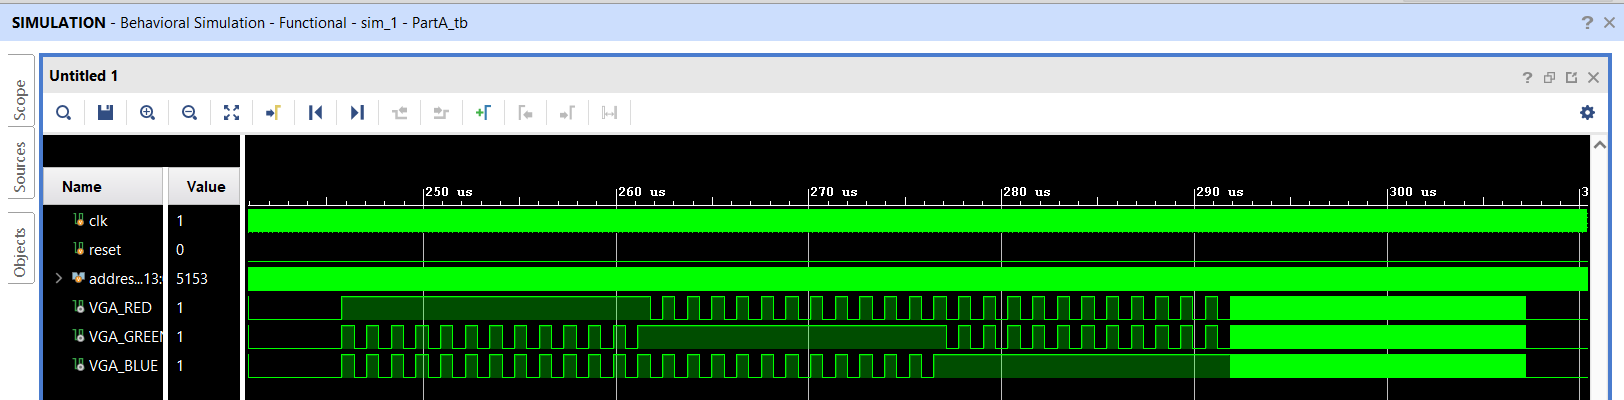 SIMULATION - Behavioral Simulation - Functional - sim_1 - PartA_tb
? ×
Scope
Sources
Objects
Untitled 1
?
Name Value
250 us 260 us 270 us 280 us 290 us 300 us 3
clk 1
reset 0
addres...13: 5153
VGA_RED 1
VGA_GREEN 1
VGA_BLUE 1